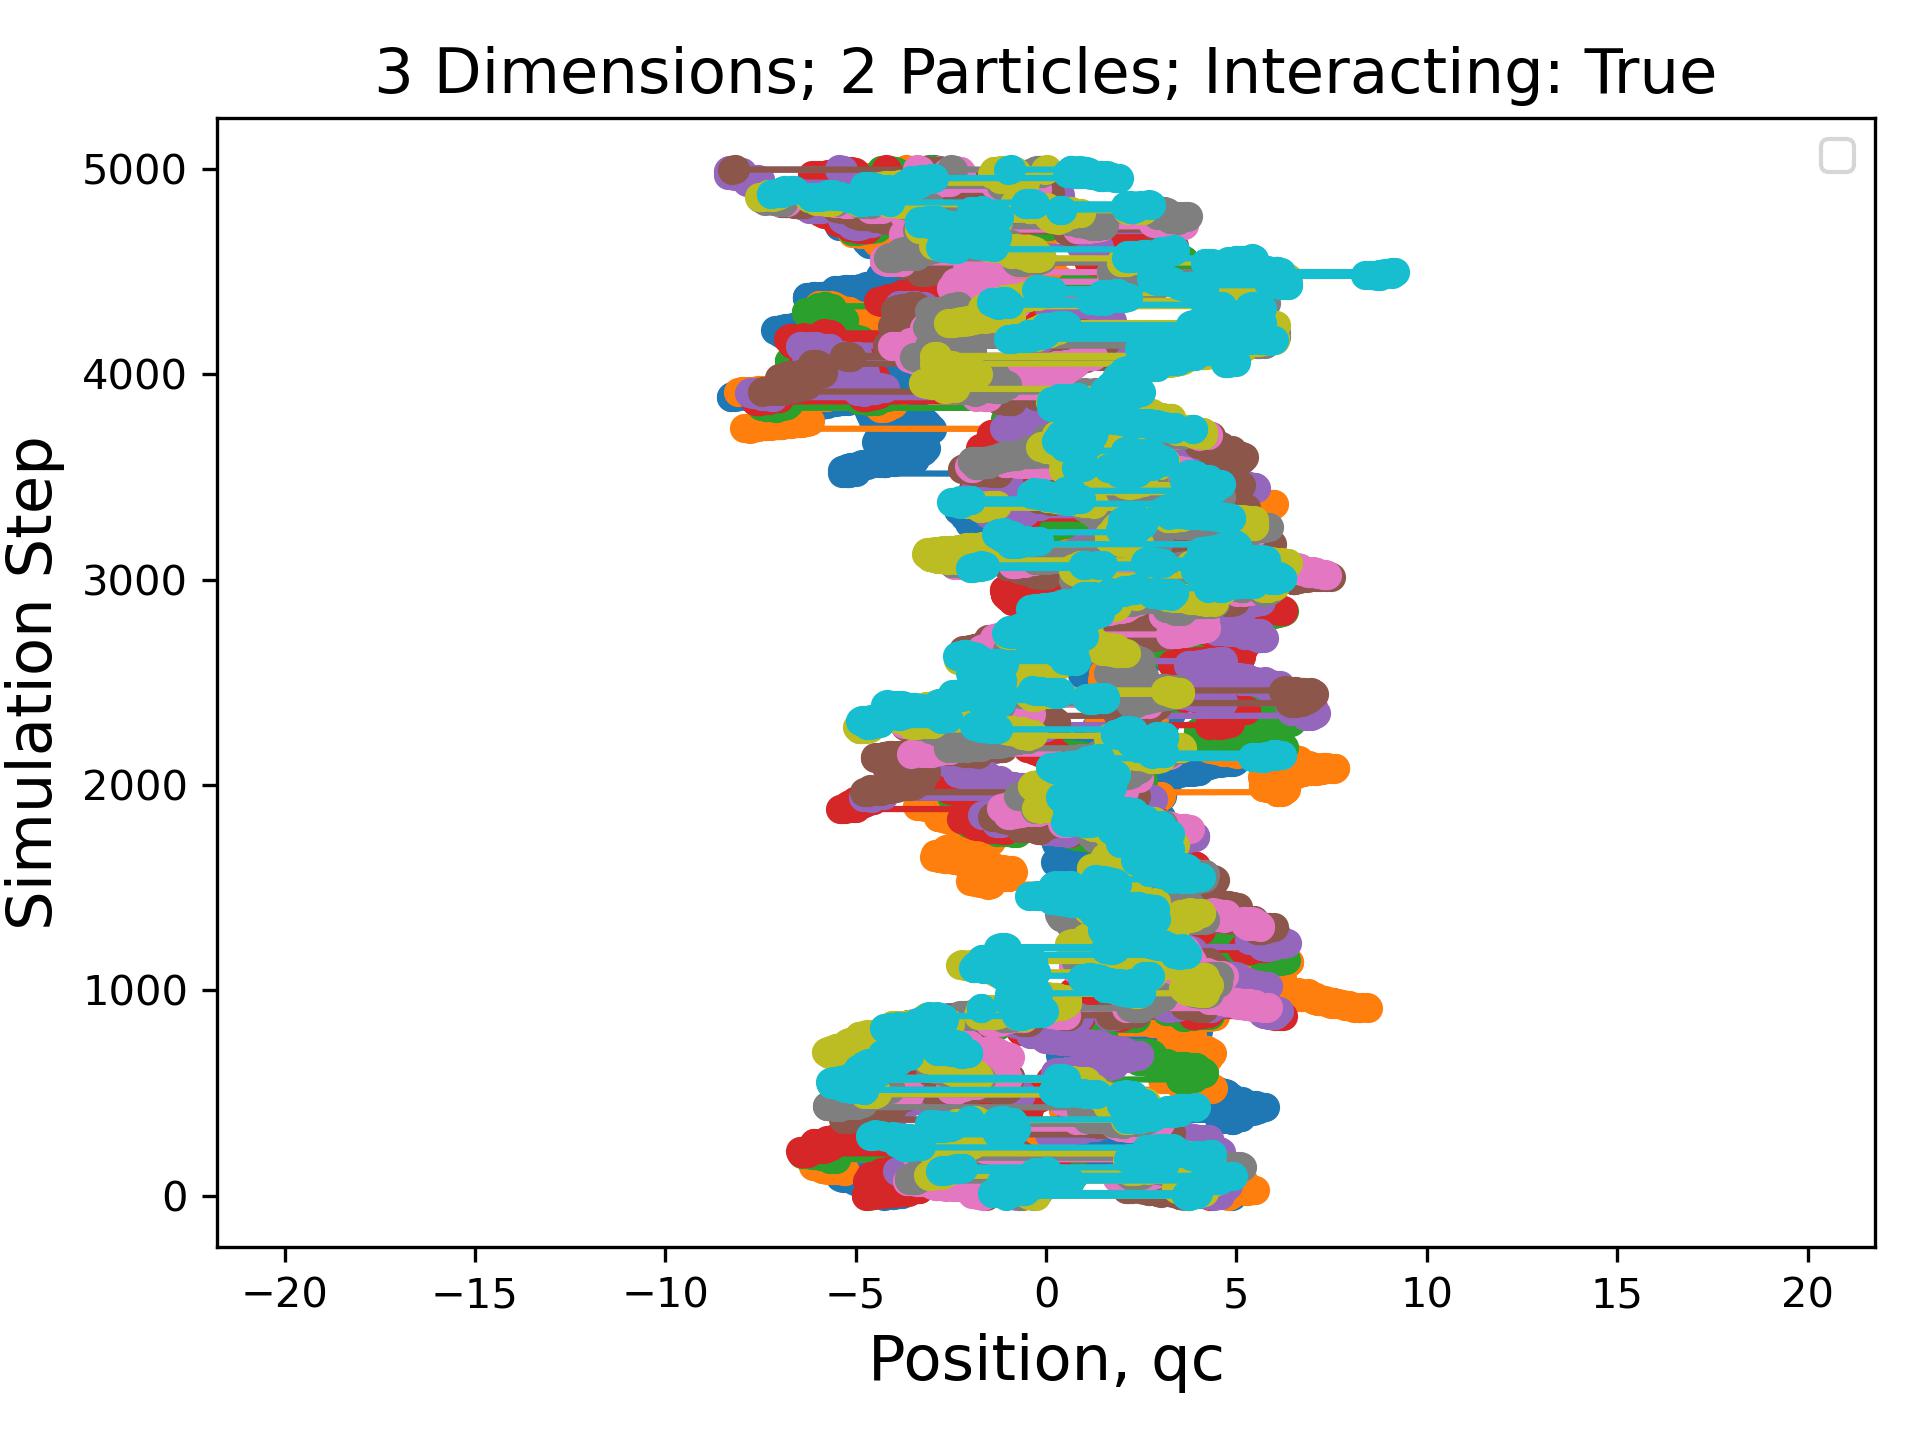 3 Dimensions; 2 Particles; Interacting: True
Simulation Step
5000
4000
3000
2000
1000
0
−20 −15 −10 −5 0 5 10 15 20
Position, qc